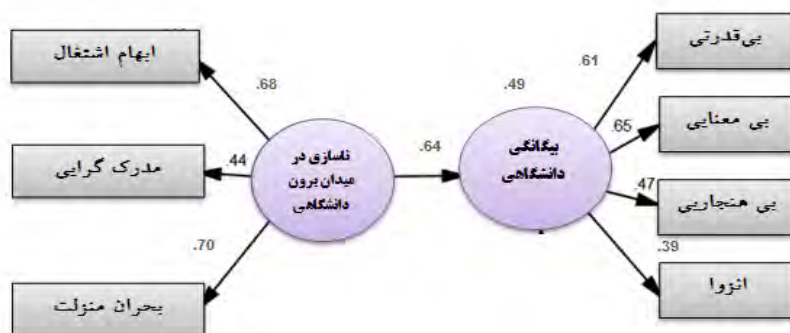 ابهام اشتغال
مدرک گرایی
بحران منزلت
.68
.44
.70
ناسازی در
میدان برون
دانشگاهی
.64
.49
بیگانگی
دانشگاهی
.61
.65
.47
.39
بی‌قدرتی
بی معنایی
بی هنجاریی
انزوا